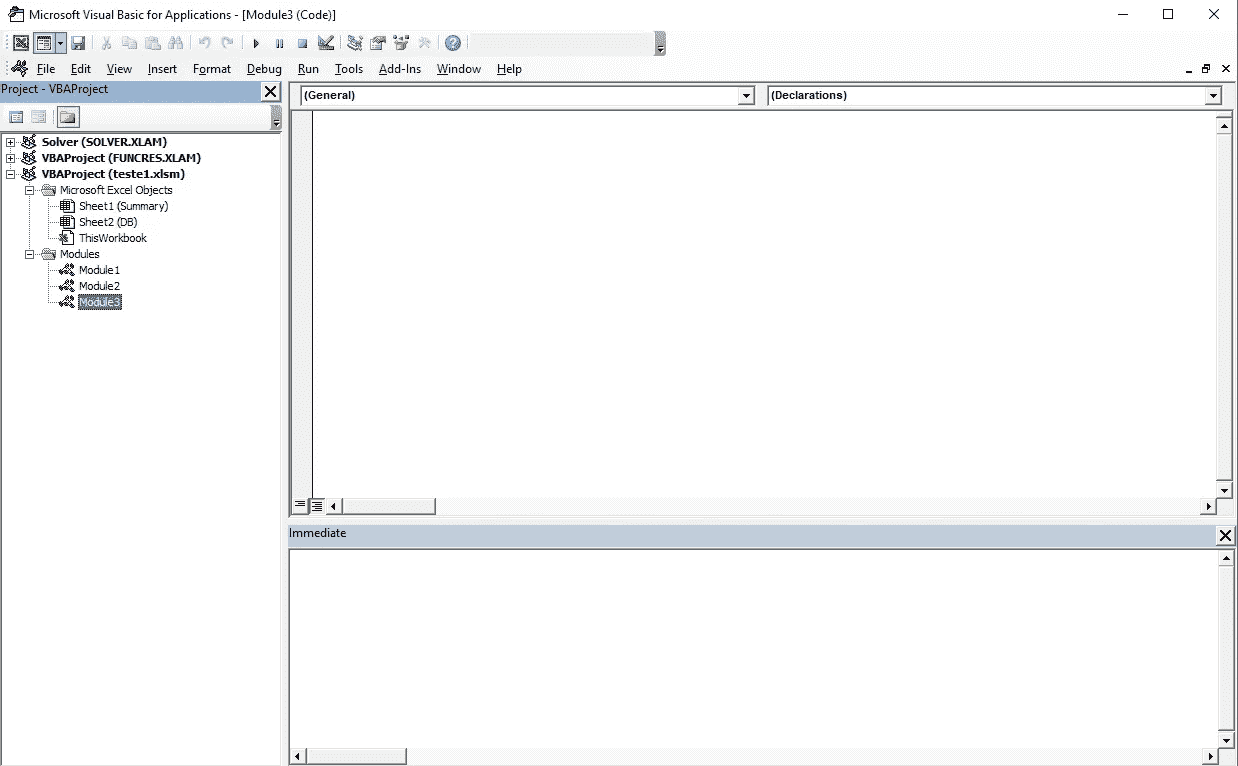 Microsoft Visual Basic for Applications - [Module3 (Code)]
File Edit View Insert Format Debug Run Tools Add-Ins Window Help
Project - VBAProject
(General) (Declarations)
Solver (SOLVER.XLAM)
VBAProject (FUNCRES.XLAM)
VBAProject (teste1.xlsm)
Microsoft Excel Objects
Sheet1 (Summary)
Sheet2 (DB)
ThisWorkbook
Modules
Module1
Module2
Module3
Immediate